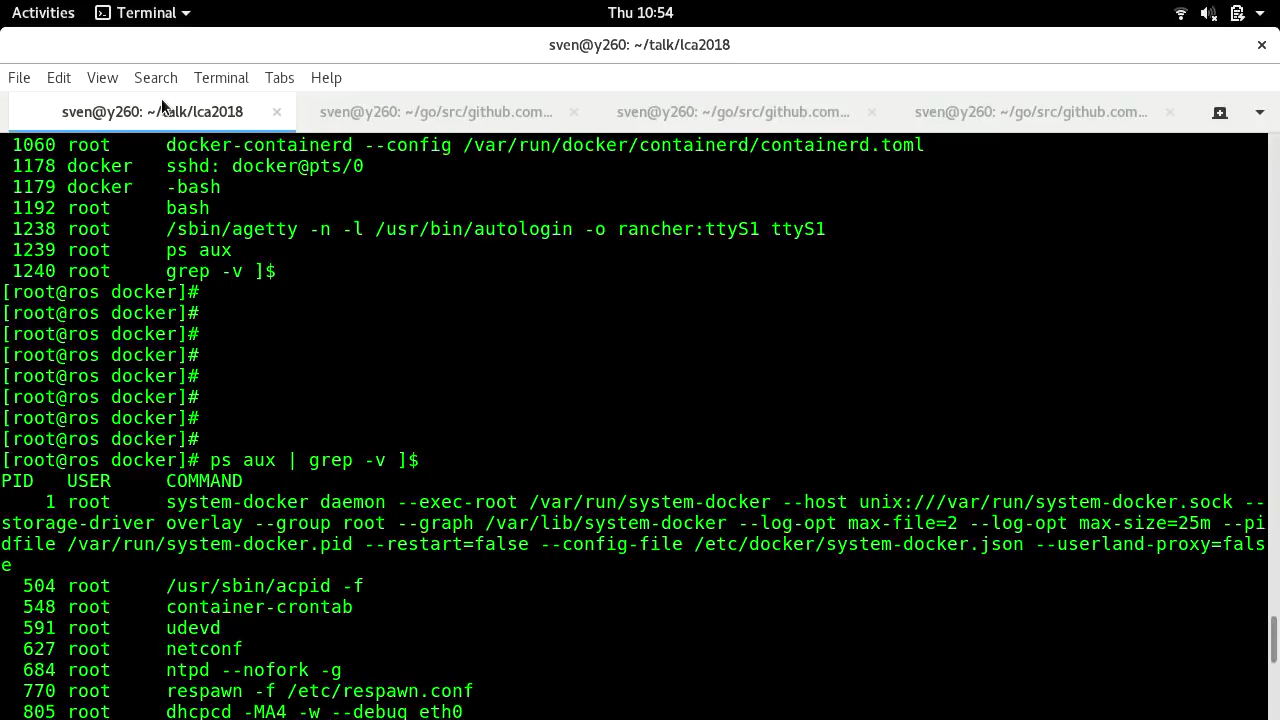 Activities Terminal Thu 10:54
sven@y260: ~/talk/lca2018
File Edit View Search Terminal Tabs Help
sven@y260: ~/talk/lca2018 sven@y260: ~/go/src/github.com… sven@y260: ~/go/src/github.com… sven@y260: ~/go/src/github.com…
1060 root docker-containerd --config /var/run/docker/containerd/containerd.toml
1178 docker sshd: docker@pts/0
1179 docker -bash
1192 root bash
1238 root /sbin/agetty -n -l /usr/bin/autologin -o rancher:ttyS1 ttyS1
1239 root ps aux
1240 root grep -v ]$
[root@ros docker]#
[root@ros docker]#
[root@ros docker]#
[root@ros docker]#
[root@ros docker]#
[root@ros docker]#
[root@ros docker]#
[root@ros docker]#
[root@ros docker]# ps aux | grep -v ]$
PID USER COMMAND
1 root system-docker daemon --exec-root /var/run/system-docker --host unix:///var/run/system-docker.sock --
storage-driver overlay --group root --graph /var/lib/system-docker --log-opt max-file=2 --log-opt max-size=25m --pi
dfile /var/run/system-docker.pid --restart=false --config-file /etc/docker/system-docker.json --userland-proxy=fals
e
504 root /usr/sbin/acpid -f
548 root container-crontab
591 root udevd
627 root netconf
684 root ntpd --nofork -g
770 root respawn -f /etc/respawn.conf
805 root dhcpcd -MA4 -w --debug eth0